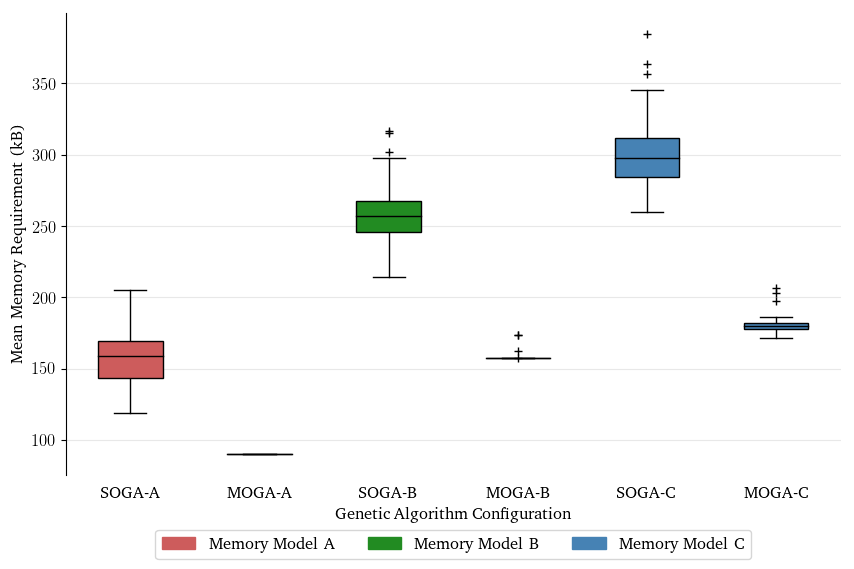 Mean Memory Requirement (kB)
350
300
250
200
150
100
SOGA-A MOGA-A SOGA-B MOGA-B SOGA-C MOGA-C
Genetic Algorithm Configuration
Memory Model A Memory Model B Memory Model C